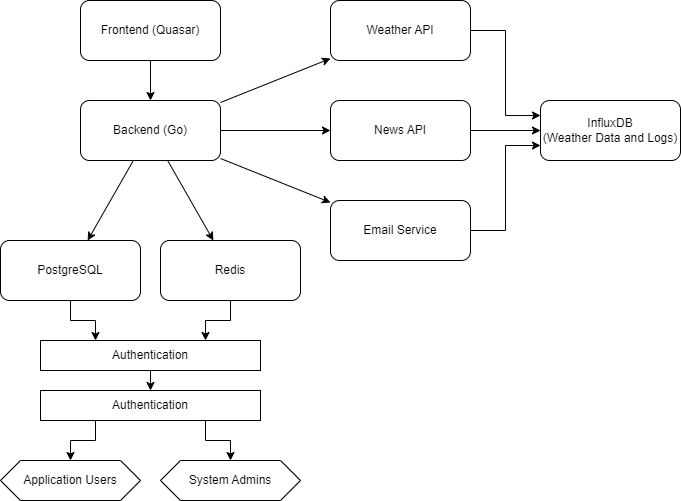 Frontend (Quasar)
Weather API
Backend (Go)
News API
InfluxDB
(Weather Data and Logs)
Email Service
PostgreSQL
Redis
Authentication
Authentication
Application Users
System Admins